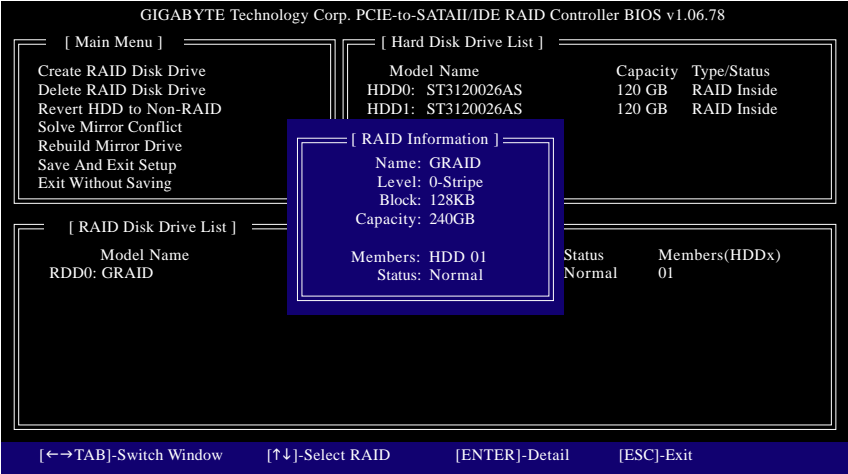 GIGABYTE Technology Corp. PCIE-to-SATAII/IDE RAID Controller BIOS v1.06.78
[ Main Menu ]
Create RAID Disk Drive
Delete RAID Disk Drive
Revert HDD to Non-RAID
Solve Mirror Conflict
Rebuild Mirror Drive
Save And Exit Setup
Exit Without Saving
[ Hard Disk Drive List ]
Model Name Capacity Type/Status
HDD0: ST3120026AS 120 GB RAID Inside
HDD1: ST3120026AS 120 GB RAID Inside
[ RAID Information ]
Name: GRAID
Level: 0-Stripe
Block: 128KB
Capacity: 240GB
Members: HDD 01
Status: Normal
[ RAID Disk Drive List ]
Model Name Status Members(HDDx)
RDD0: GRAID Normal 01
[←→TAB]-Switch Window [↑↓]-Select RAID [ENTER]-Detail [ESC]-Exit